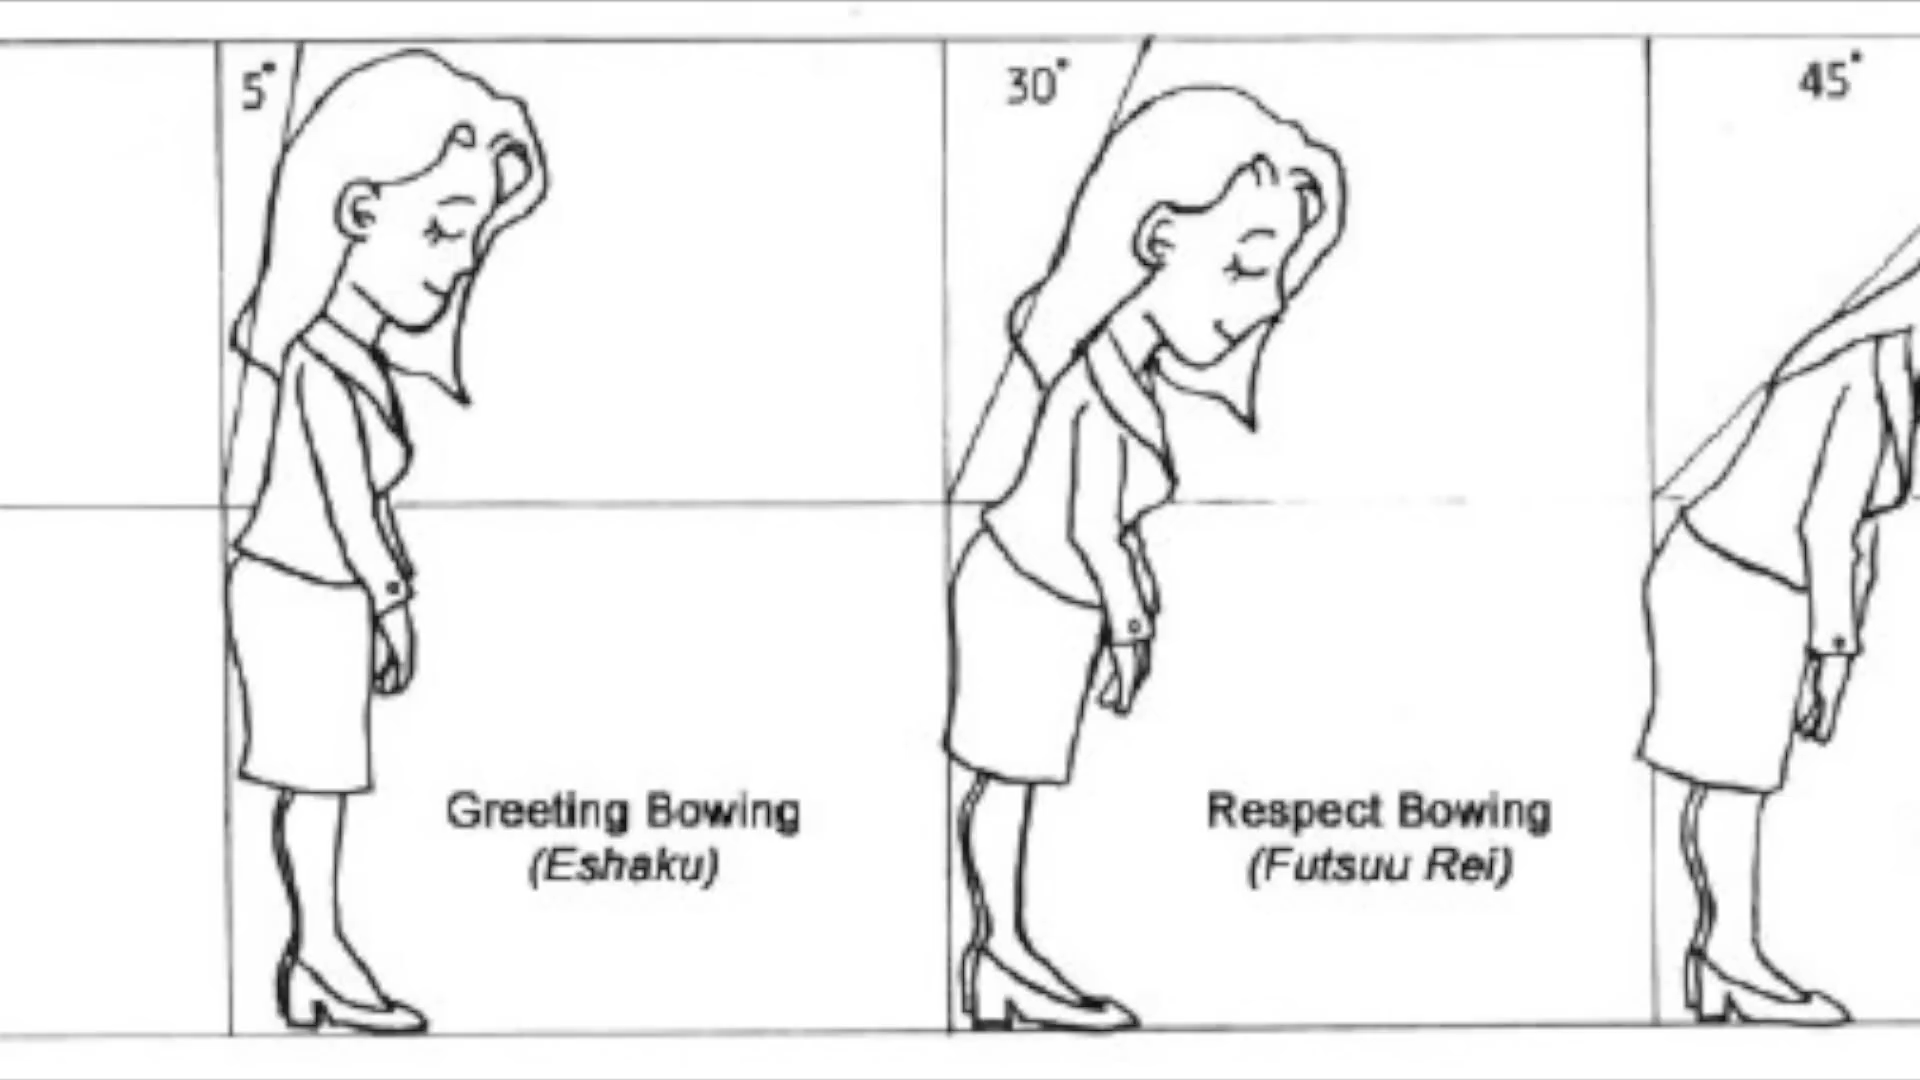 5°
30°
45°
Greeting Bowing
(Eshaku)
Respect Bowing
(Futsuu Rei)